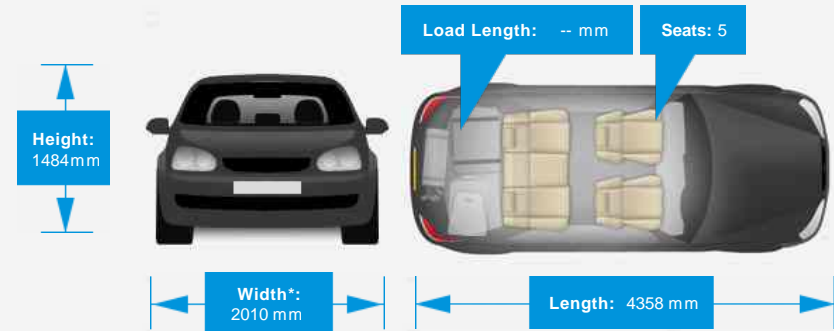 Load Length: -- mm
Seats: 5
Height:
1484mm
Width*:
2010 mm
Length: 4358 mm